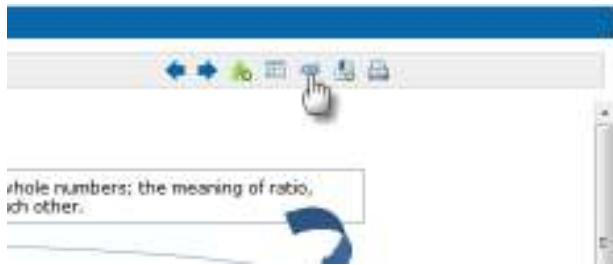 whole numbers; the meaning of ratio,
ch other.